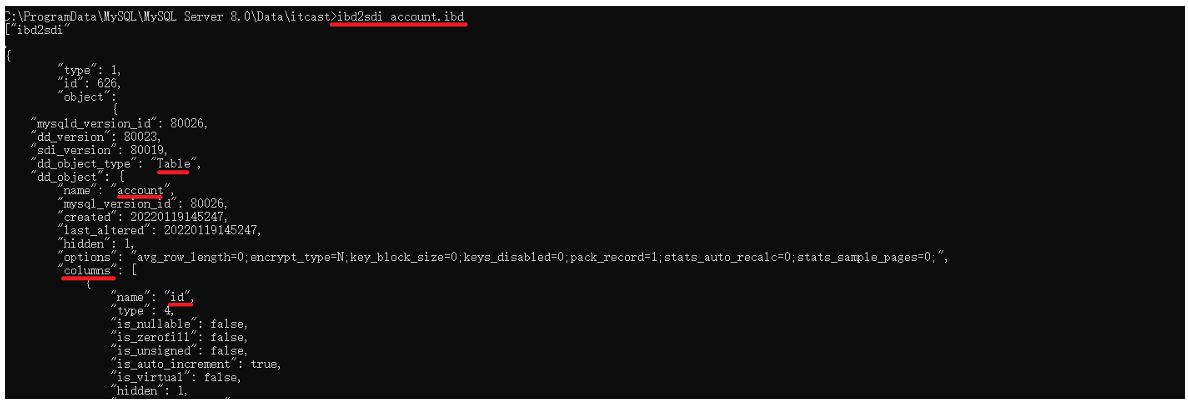 C:\ProgramData\MySQL\MySQL Server 8.0\Data\itcast>ibd2sdi account.ibd
["ibd2sdi"
,
{
"type": 1,
"id": 626,
"object":
{
"mysqld_version_id": 80026,
"dd_version": 80023,
"sdi_version": 80019,
"dd_object_type": "Table",
"dd_object": {
"name": "account",
"mysql_version_id": 80026,
"created": 20220119145247,
"last_altered": 20220119145247,
"hidden": 1,
"options": "avg_row_length=0;encrypt_type=N;key_block_size=0;keys_disabled=0;pack_record=1;stats_auto_recalc=0;stats_sample_pages=0;",
"columns": [
{
"name": "id",
"type": 4,
"is_nullable": false,
"is_zerofill": false,
"is_unsigned": false,
"is_auto_increment": true,
"is_virtual": false,
"hidden": 1,